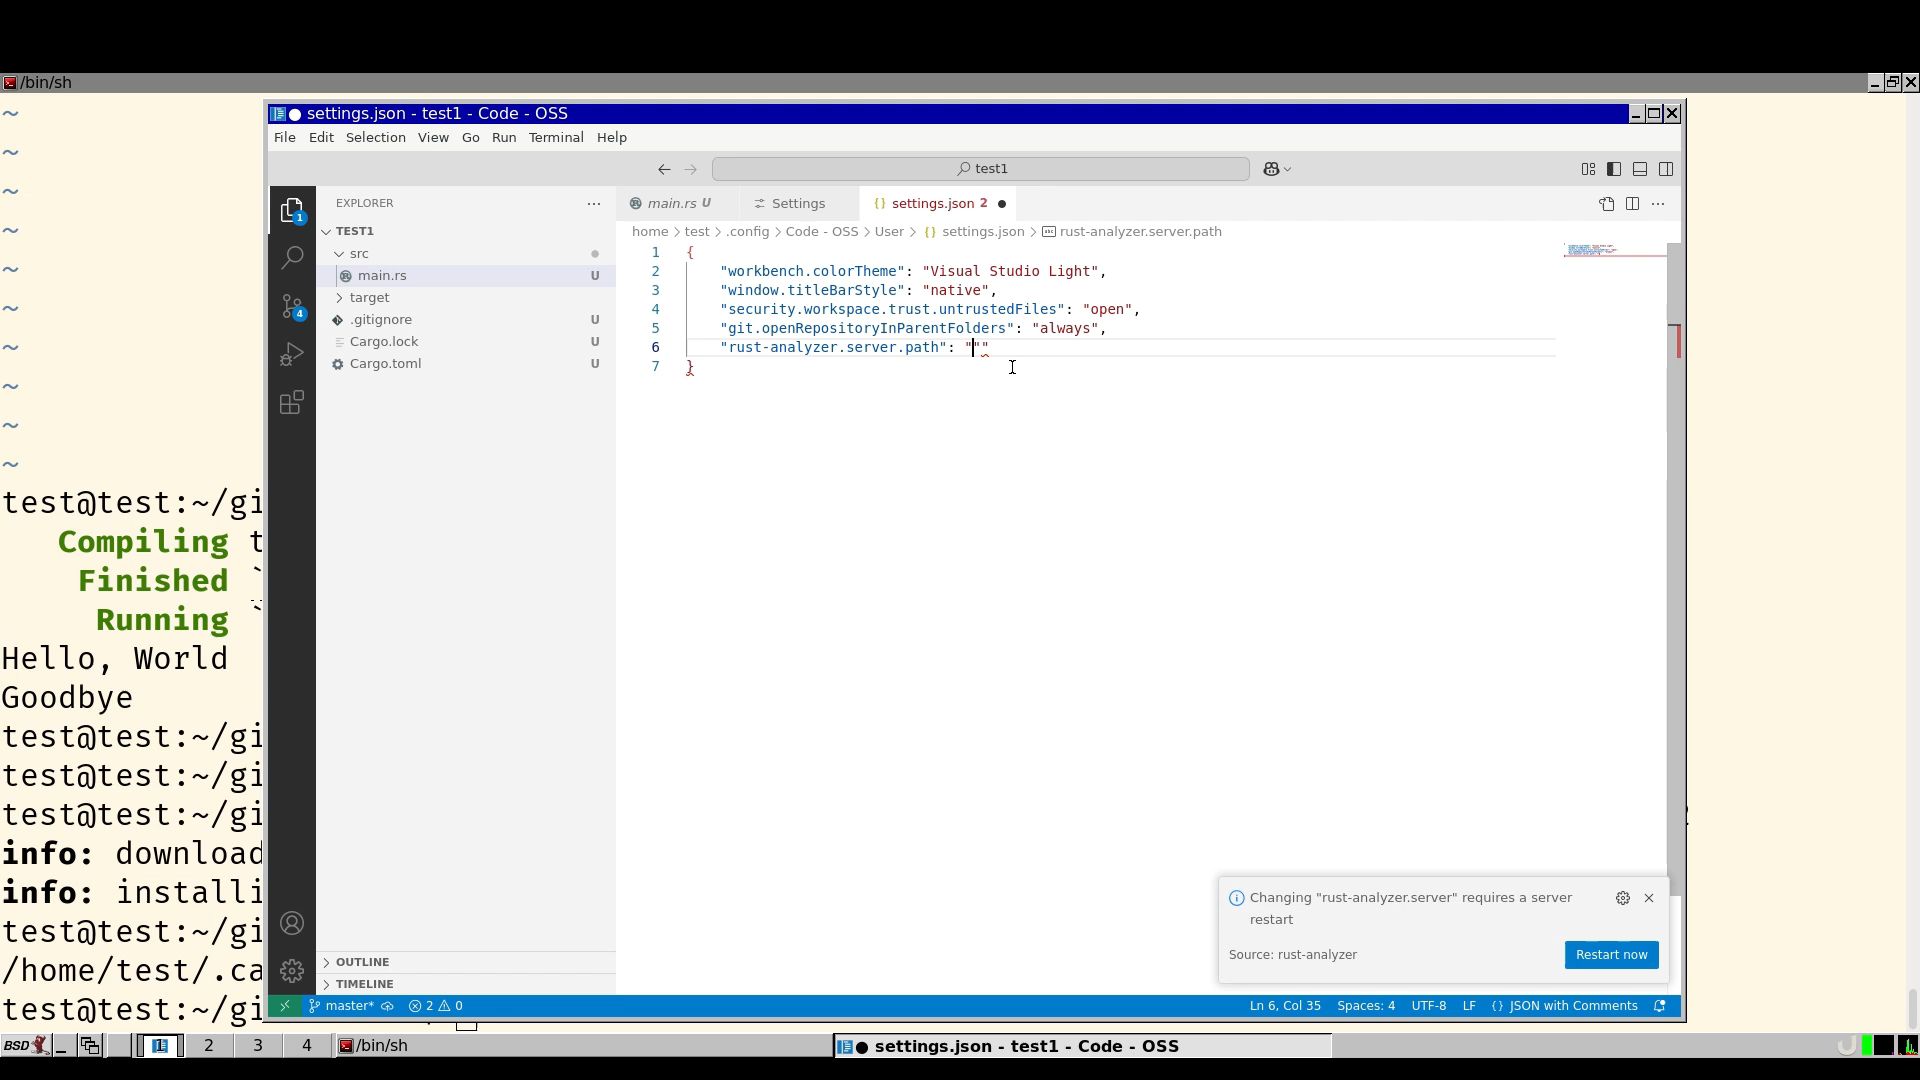 /bin/sh
settings.json - test1 - Code - OSS
File Edit Selection View Go Run Terminal Help
test1
EXPLORER
TEST1
src
main.rs U
target
.gitignore U
Cargo.lock U
Cargo.toml U
OUTLINE
TIMELINE
1
4
main.rs U Settings {} settings.json 2
home > test > .config > Code - OSS > User > {} settings.json > rust-analyzer.server.path
1 {
2 "workbench.colorTheme": "Visual Studio Light",
3 "window.titleBarStyle": "native",
4 "security.workspace.trust.untrustedFiles": "open",
5 "git.openRepositoryInParentFolders": "always",
6 "rust-analyzer.server.path": """
7 }
Changing "rust-analyzer.server" requires a server
restart
Source: rust-analyzer Restart now
master* 2 0 Ln 6, Col 35 Spaces: 4 UTF-8 LF {} JSON with Comments
~
~
~
~
~
~
~
~
~
~
test@test:~/gi
Compiling t
Finished `
Running `
Hello, World
Goodbye
test@test:~/gi
test@test:~/gi
test@test:~/gi
info: download
info: installi
test@test:~/gi
/home/test/.ca
test@test:~/gi
BSD 1 2 3 4 /bin/sh settings.json - test1 - Code - OSS